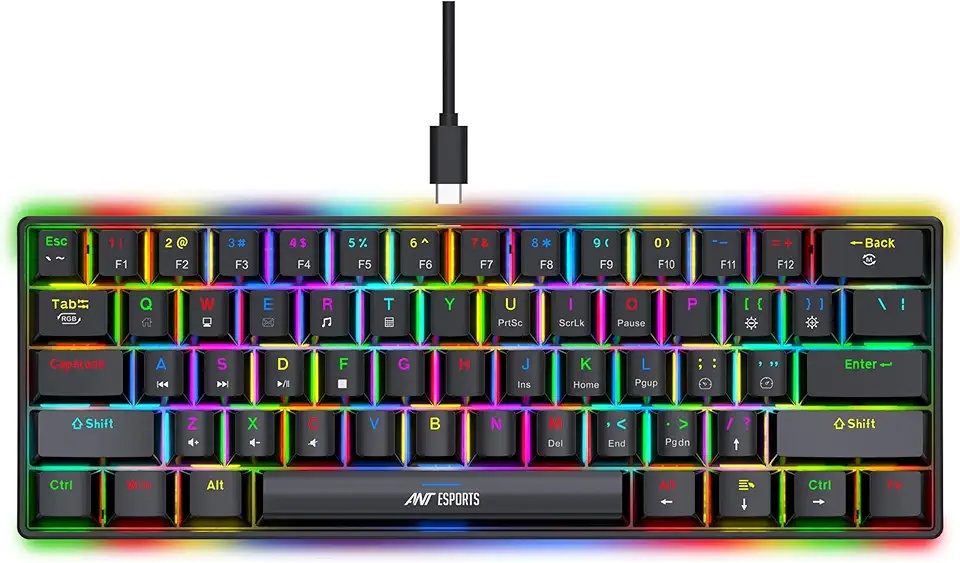 Esc 1! 2@ 3# 4$ 5% 6^ 7& 8* 9( 0) -– =+ ←Back
`~ F1 F2 F3 F4 F5 F6 F7 F8 F9 F10 F11 F12 M
Tab Q W E R T Y U I O P [{ ]} \ ¦
RGB PrtSc ScrLk Pause
Capslock A S D F G H J K L ; : ' " Enter
Ins Home Pgup
Shift Z X C V B N M , < . > / ? Shift
Del End Pgdn ↑
Ctrl Win Alt Alt Ctrl Fn
ANT ESPORTS ← ↓ →